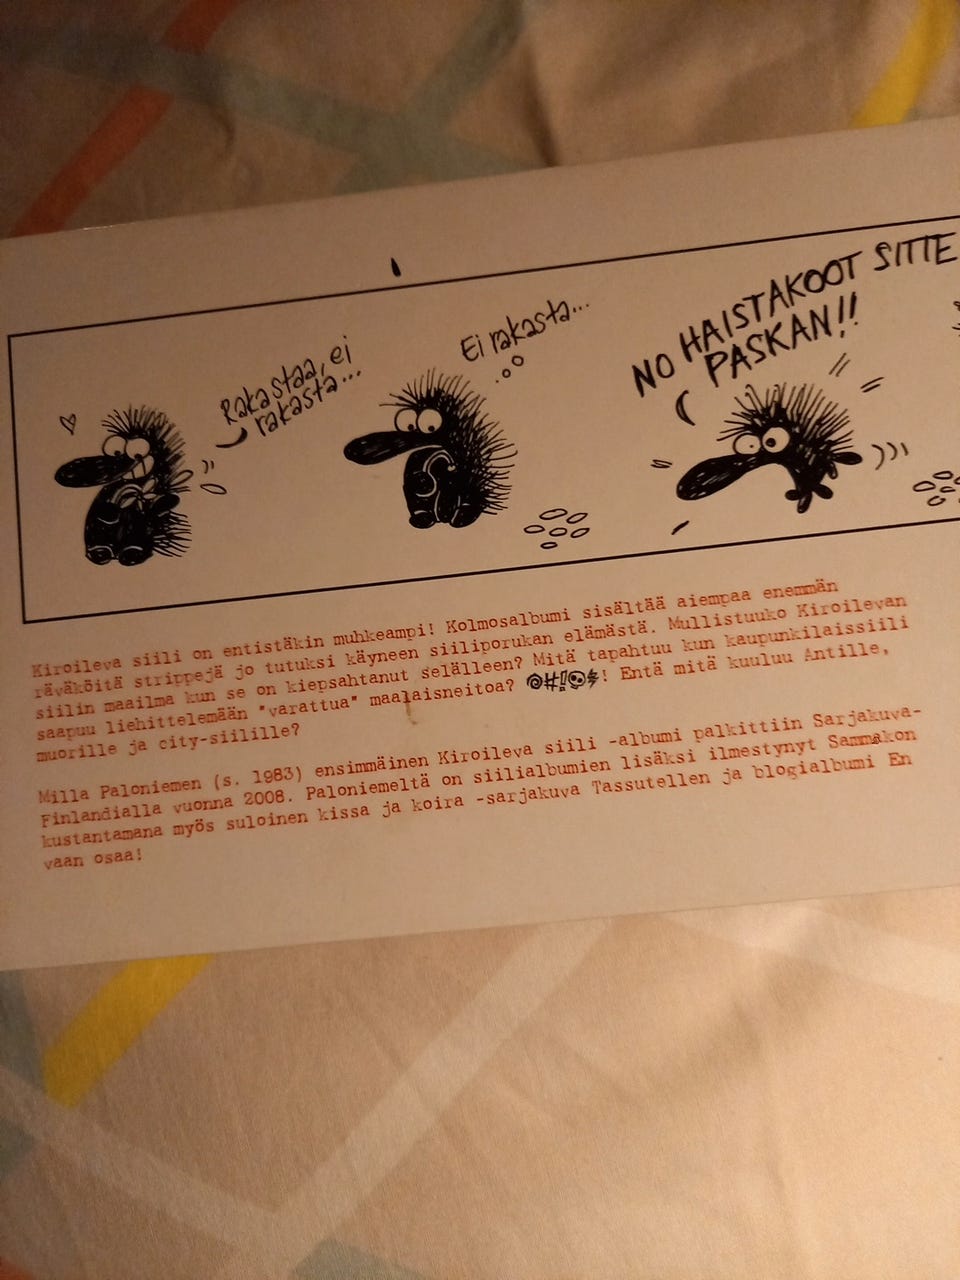 Rakastaa, ei
rakasta...
Ei rakasta...
NO HAISTAKOOT SITTE
PASKAN!!
Kiroileva siili on entistäkin muhkeampi! Kolmosalbumi sisältää aiempaa enemmän
räväköitä strippejä jo tutuksi käyneen siiliporukan elämästä. Mullistuuko Kiroilevan
siilin maailma kun se on kiepsahtanut selälleen? Mitä tapahtuu kun kaupunkilaissiili
saapuu liehittelemään "varattua" maalaisneitoa? @#!💀⚡! Entä mitä kuuluu Antille,
muorille ja city-siilille?
Milla Paloniemen (s. 1983) ensimmäinen Kiroileva siili -albumi palkittiin Sarjakuva-
Finlandialla vuonna 2008. Paloniemeltä on siilialbumien lisäksi ilmestynyt Sammakon
kustantamana myös suloinen kissa ja koira -sarjakuva Tassutellen ja blogialbumi En
vaan osaa!